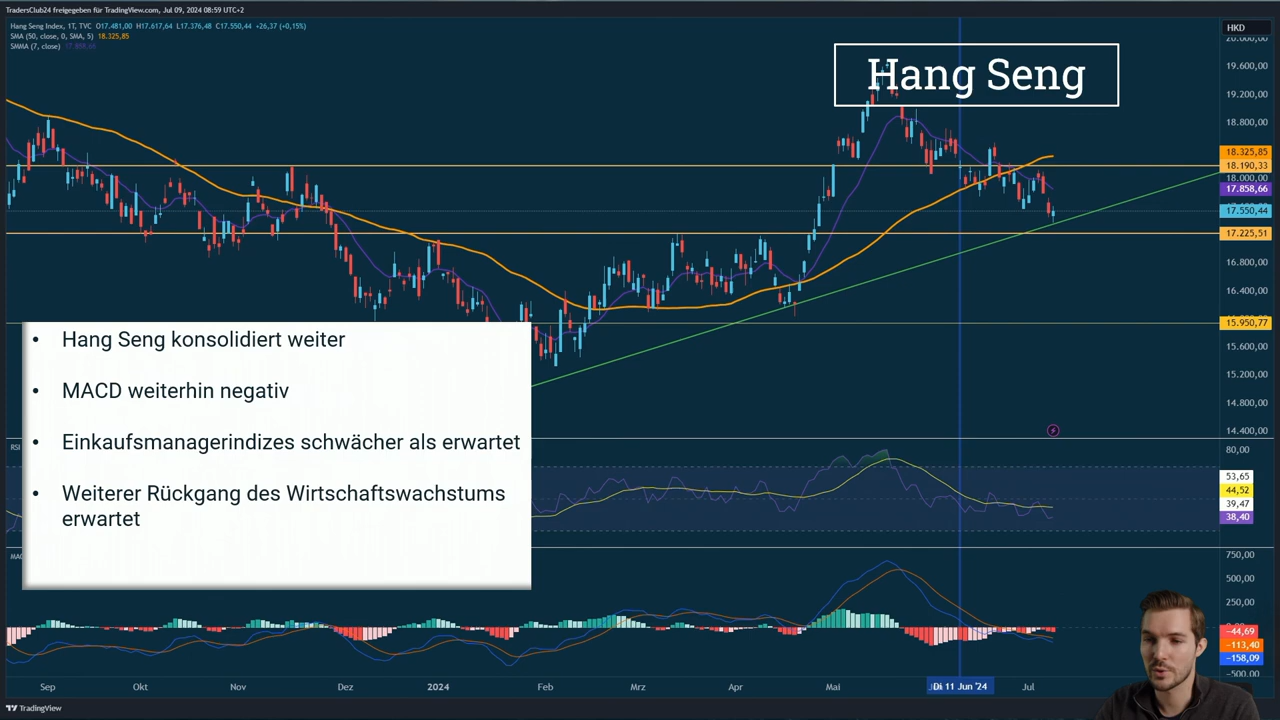 TradersClub24 freigegeben für TradingView.com, Jul 09, 2024 08:59 UTC+2
Hang Seng Index, 1T, TVC O17.481,00 H17.617,64 L17.376,48 C17.550,44 +26,37 (+0,15%)
SMA (50, close, 0, SMA, 5) 18.325,85
SMMA (7, close) 17.858,66
HKD
Hang Seng
20.000,00
19.600,00
19.200,00
18.800,00
18.325,85
18.190,33
18.000,00
17.858,66
17.550,44
17.225,51
16.800,00
16.400,00
15.950,77
15.600,00
15.200,00
14.800,00
14.400,00
• Hang Seng konsolidiert weiter
• MACD weiterhin negativ
• Einkaufsmanagerindizes schwächer als erwartet
• Weiterer Rückgang des Wirtschaftswachstums
erwartet
RSI
80,00
53,65
44,52
39,47
38,40
750,00
500,00
250,00
−44,69
−113,40
−158,09
−500,00
Sep Okt Nov Dez 2024 Feb Mrz Apr Mai Di 11 Jun '24 Jul
TradingView